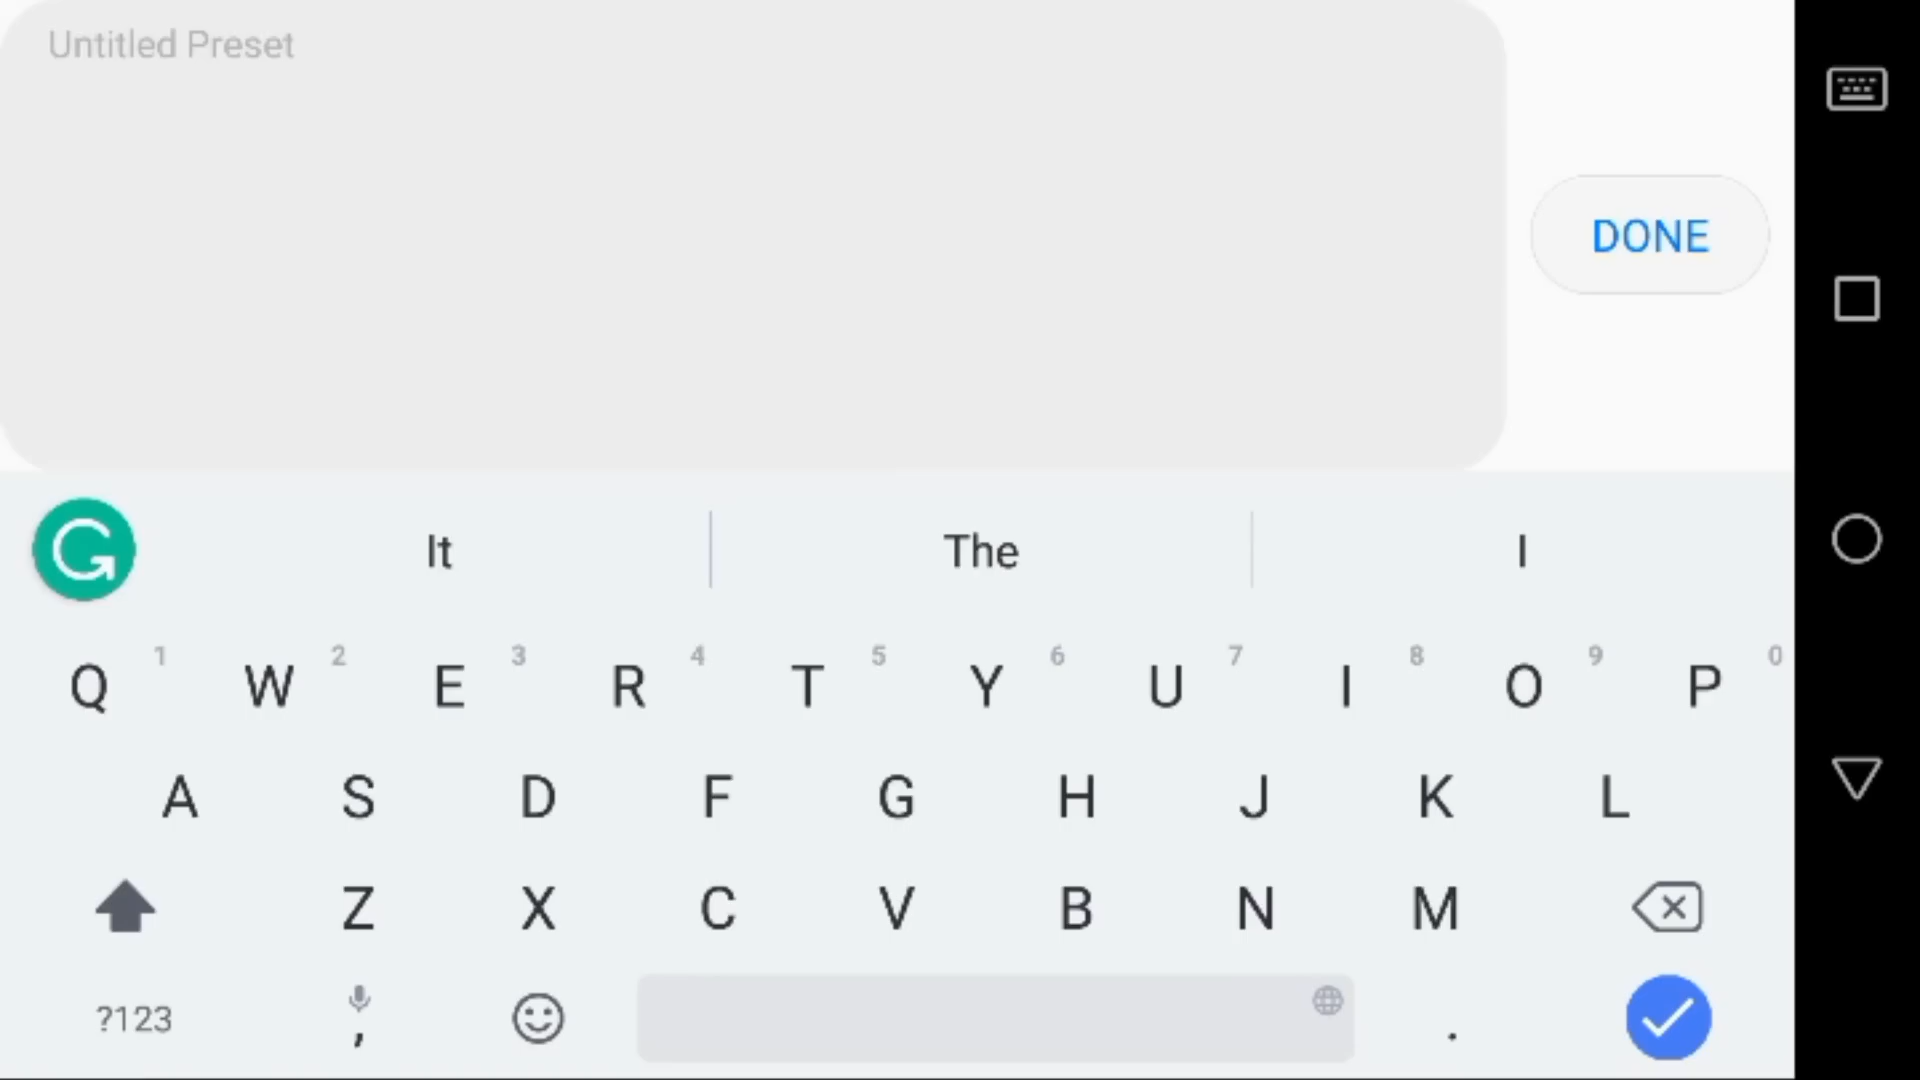 Untitled Preset
DONE
It The I
Q 1 W 2 E 3 R 4 T 5 Y 6 U 7 I 8 O 9 P 0
A S D F G H J K L
Z X C V B N M
?123 , .